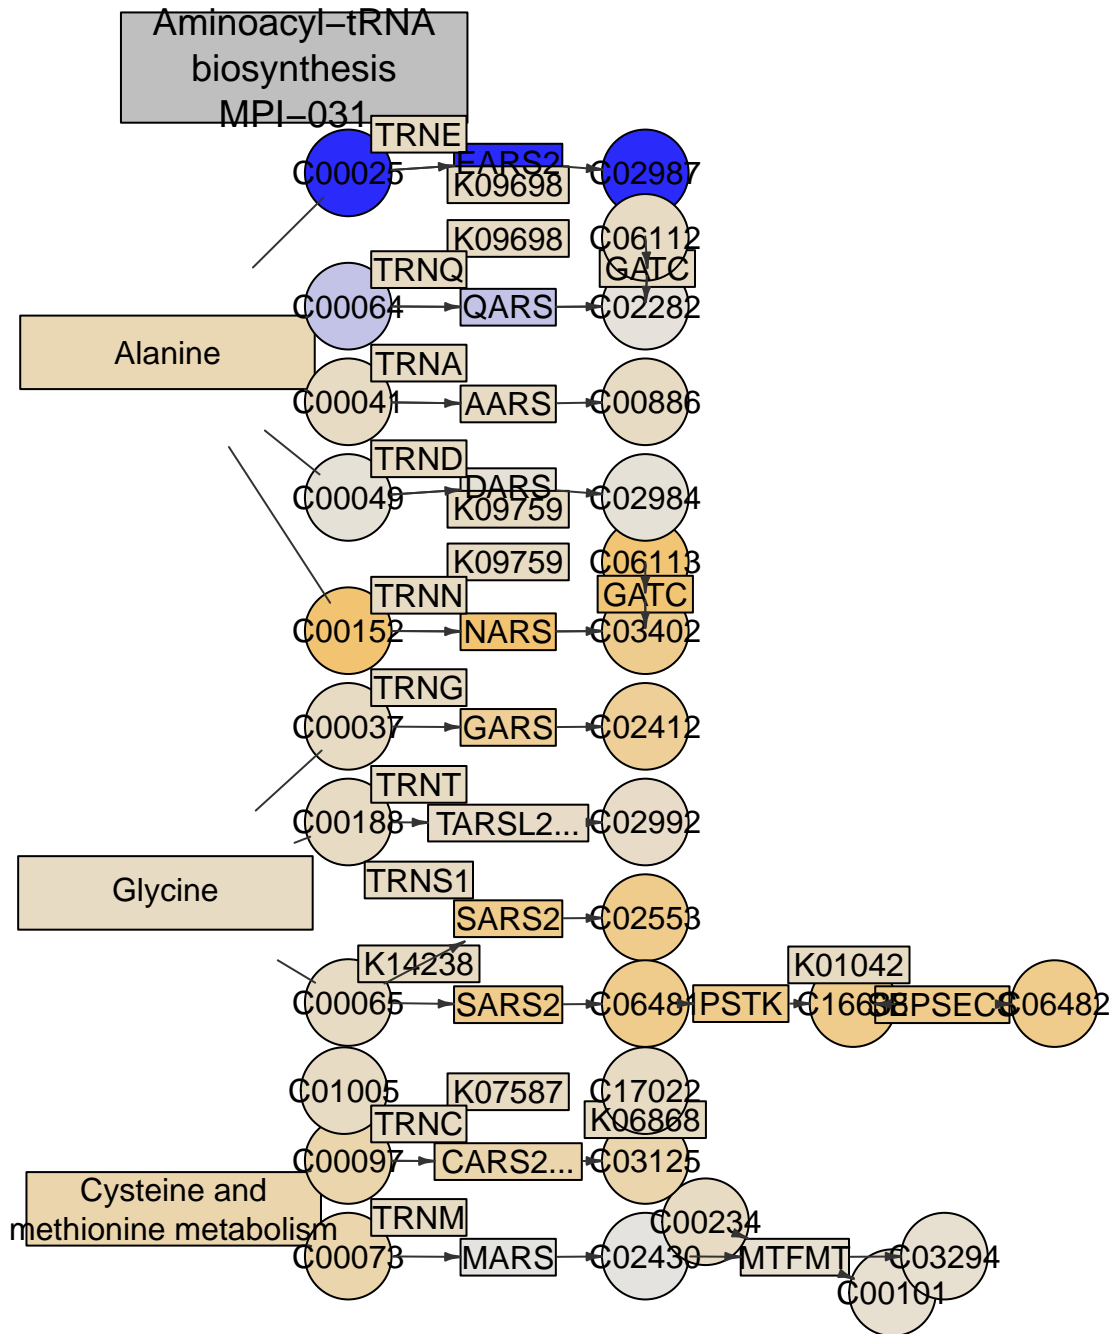 Aminoacyl−tRNA
biosynthesis
MPI−031
TRNE
C00025
EARS2
C02987
K09698
K09698
C06112
TRNQ
GATC
C00064
QARS
C02282
Alanine
TRNA
C00041
AARS
C00886
TRND
C00049
DARS
C02984
K09759
K09759
C06113
TRNN
GATC
C00152
NARS
C03402
TRNG
C00037
GARS
C02412
TRNT
C00188
TARSL2...
C02992
Glycine
TRNS1
SARS2
C02553
K14238
K01042
C00065
SARS2
C06481
PSTK
C16638
SEPSECS
C06482
C01005
K07587
C17022
TRNC
K06868
C00097
CARS2...
C03125
Cysteine and
methionine metabolism
TRNM
C00234
C00073
MARS
C02430
MTFMT
C03294
C00101